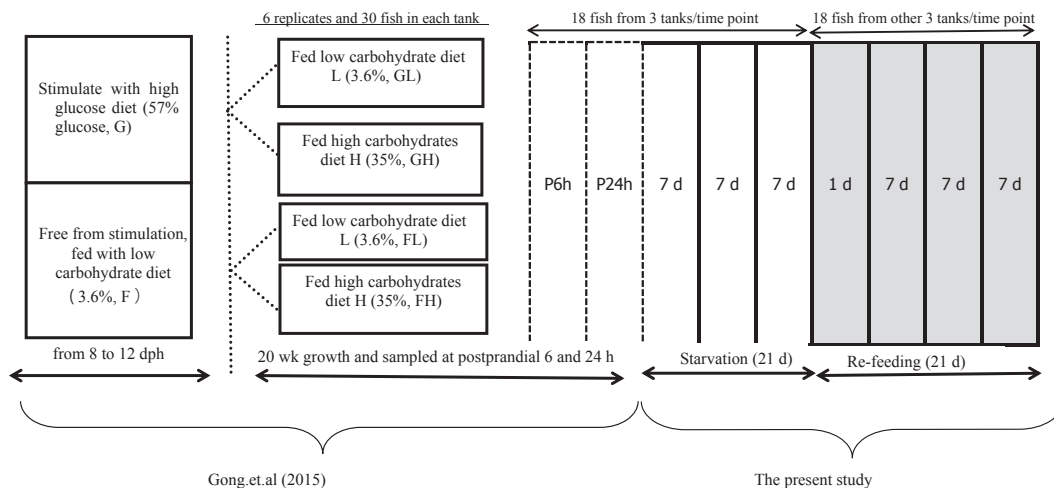 6 replicates and 30 fish in each tank
18 fish from 3 tanks/time point
18 fish from other 3 tanks/time point
Stimulate with high
glucose diet (57%
glucose, G)
Free from stimulation,
fed with low
carbohydrate diet
(3.6%, F)
from 8 to 12 dph
Fed low carbohydrate diet
L (3.6%, GL)
Fed high carbohydrates
diet H (35%, GH)
Fed low carbohydrate diet
L (3.6%, FL)
Fed high carbohydrates
diet H (35%, FH)
20 wk growth and sampled at postprandial 6 and 24 h
P6h
P24h
7 d
7 d
7 d
1 d
7 d
7 d
7 d
Starvation (21 d)
Re-feeding (21 d)
Gong.et.al (2015)
The present study